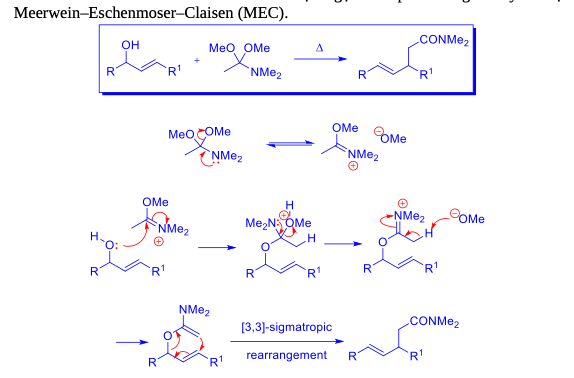 Meerwein–Eschenmoser–Claisen (MEC).
OH
R
R¹
+
MeO OMe
NMe₂
Δ
CONMe₂
R
R¹
MeO OMe
NMe₂
OMe
NMe₂
⊕
⊖
OMe
OMe
NMe₂
⊕
H
O:
R
R¹
H
⊕
Me₂N: OMe
O
H
R
R¹
⊕
NMe₂
O
H
R
R¹
⊖
OMe
NMe₂
O
R
R¹
[3,3]-sigmatropic
rearrangement
CONMe₂
R
R¹